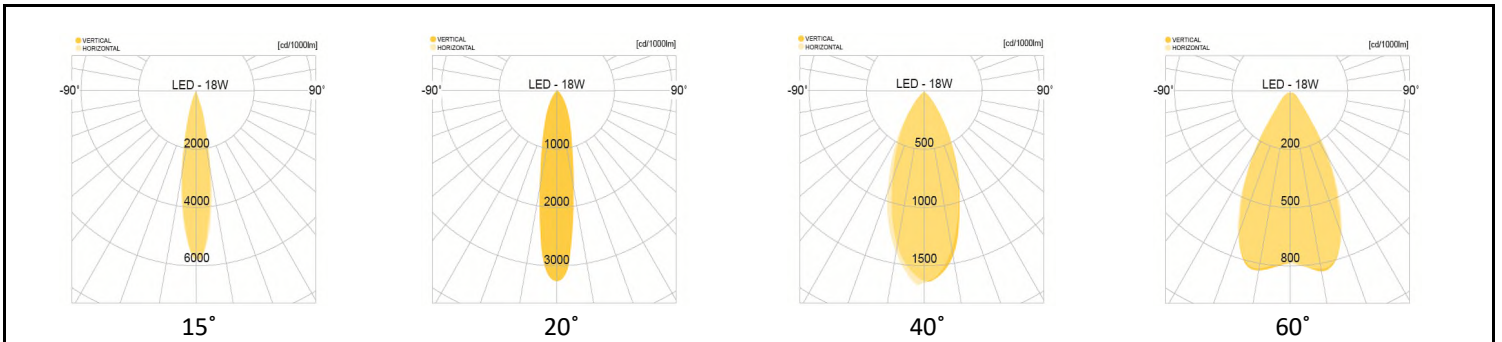 VERTICAL
HORIZONTAL
[cd/1000lm]
-90°
LED - 18W
90°
2000
4000
6000
15°
VERTICAL
HORIZONTAL
[cd/1000lm]
-90°
LED - 18W
90°
1000
2000
3000
20°
VERTICAL
HORIZONTAL
[cd/1000lm]
-90°
LED - 18W
90°
500
1000
1500
40°
VERTICAL
HORIZONTAL
[cd/1000lm]
-90°
LED - 18W
90°
200
500
800
60°